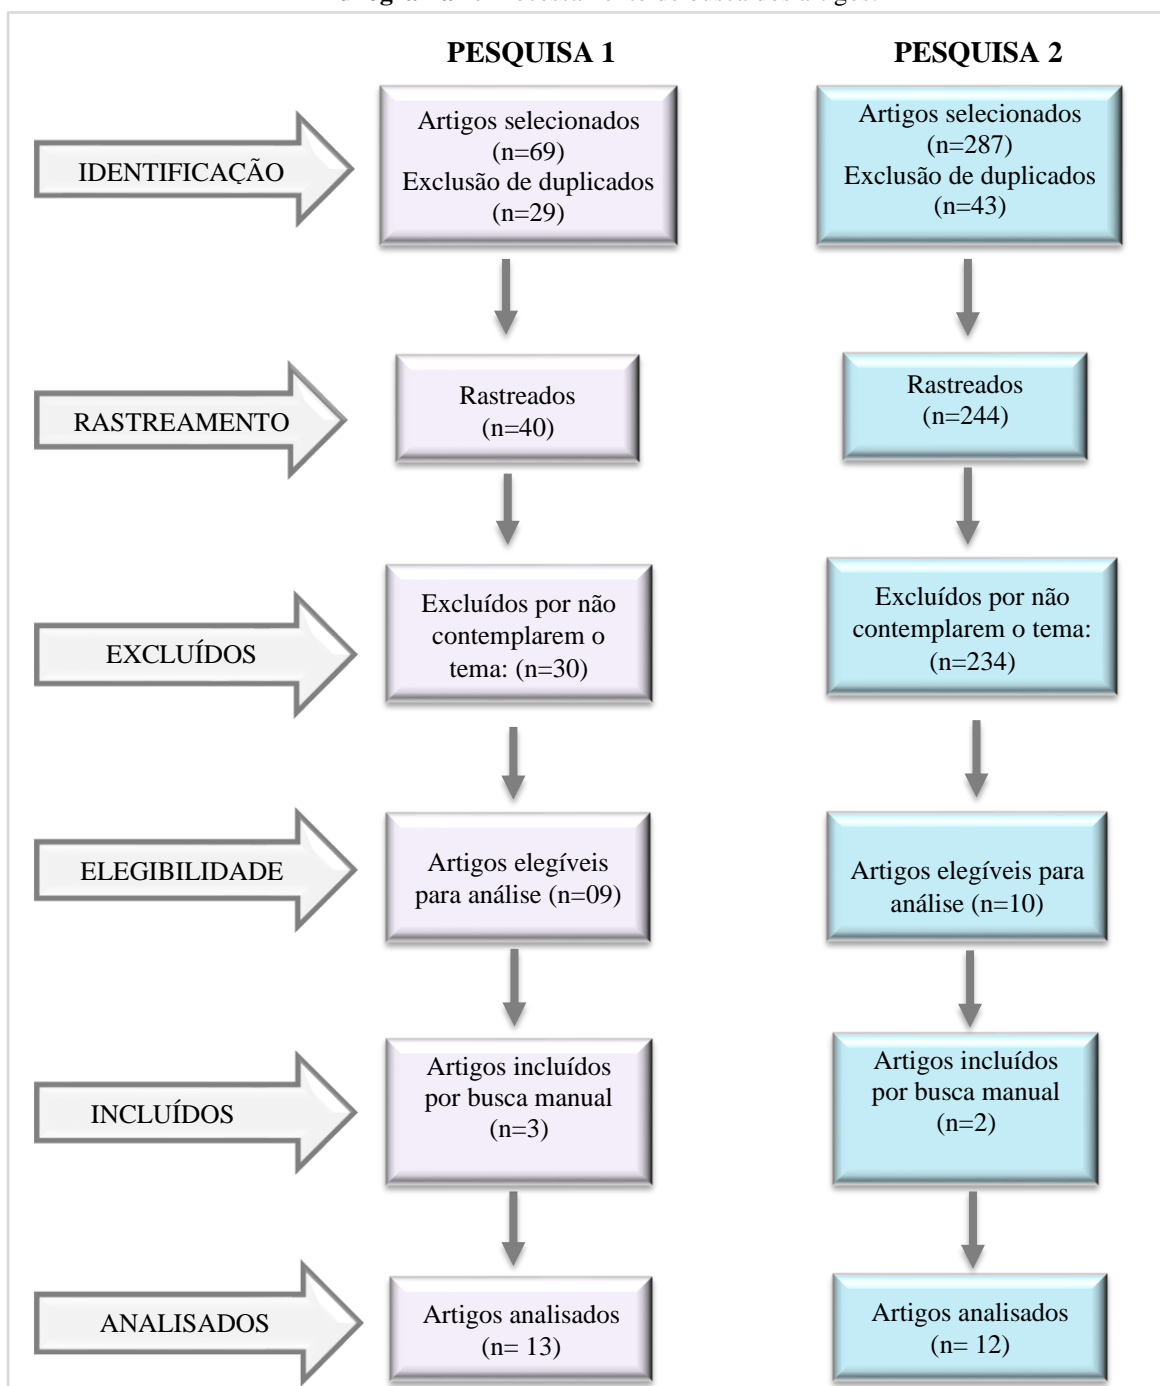 PESQUISA 1
PESQUISA 2
IDENTIFICAÇÃO
Artigos selecionados
(n=69)
Exclusão de duplicados
(n=29)
Artigos selecionados
(n=287)
Exclusão de duplicados
(n=43)
RASTREAMENTO
Rastreados
(n=40)
Rastreados
(n=244)
EXCLUÍDOS
Excluídos por não
contemplarem o
tema: (n=30)
Excluídos por não
contemplarem o tema:
(n=234)
ELEGIBILIDADE
Artigos elegíveis
para análise (n=09)
Artigos elegíveis para
análise (n=10)
INCLUÍDOS
Artigos incluídos
por busca manual
(n=3)
Artigos incluídos
por busca manual
(n=2)
ANALISADOS
Artigos analisados
(n= 13)
Artigos analisados
(n= 12)